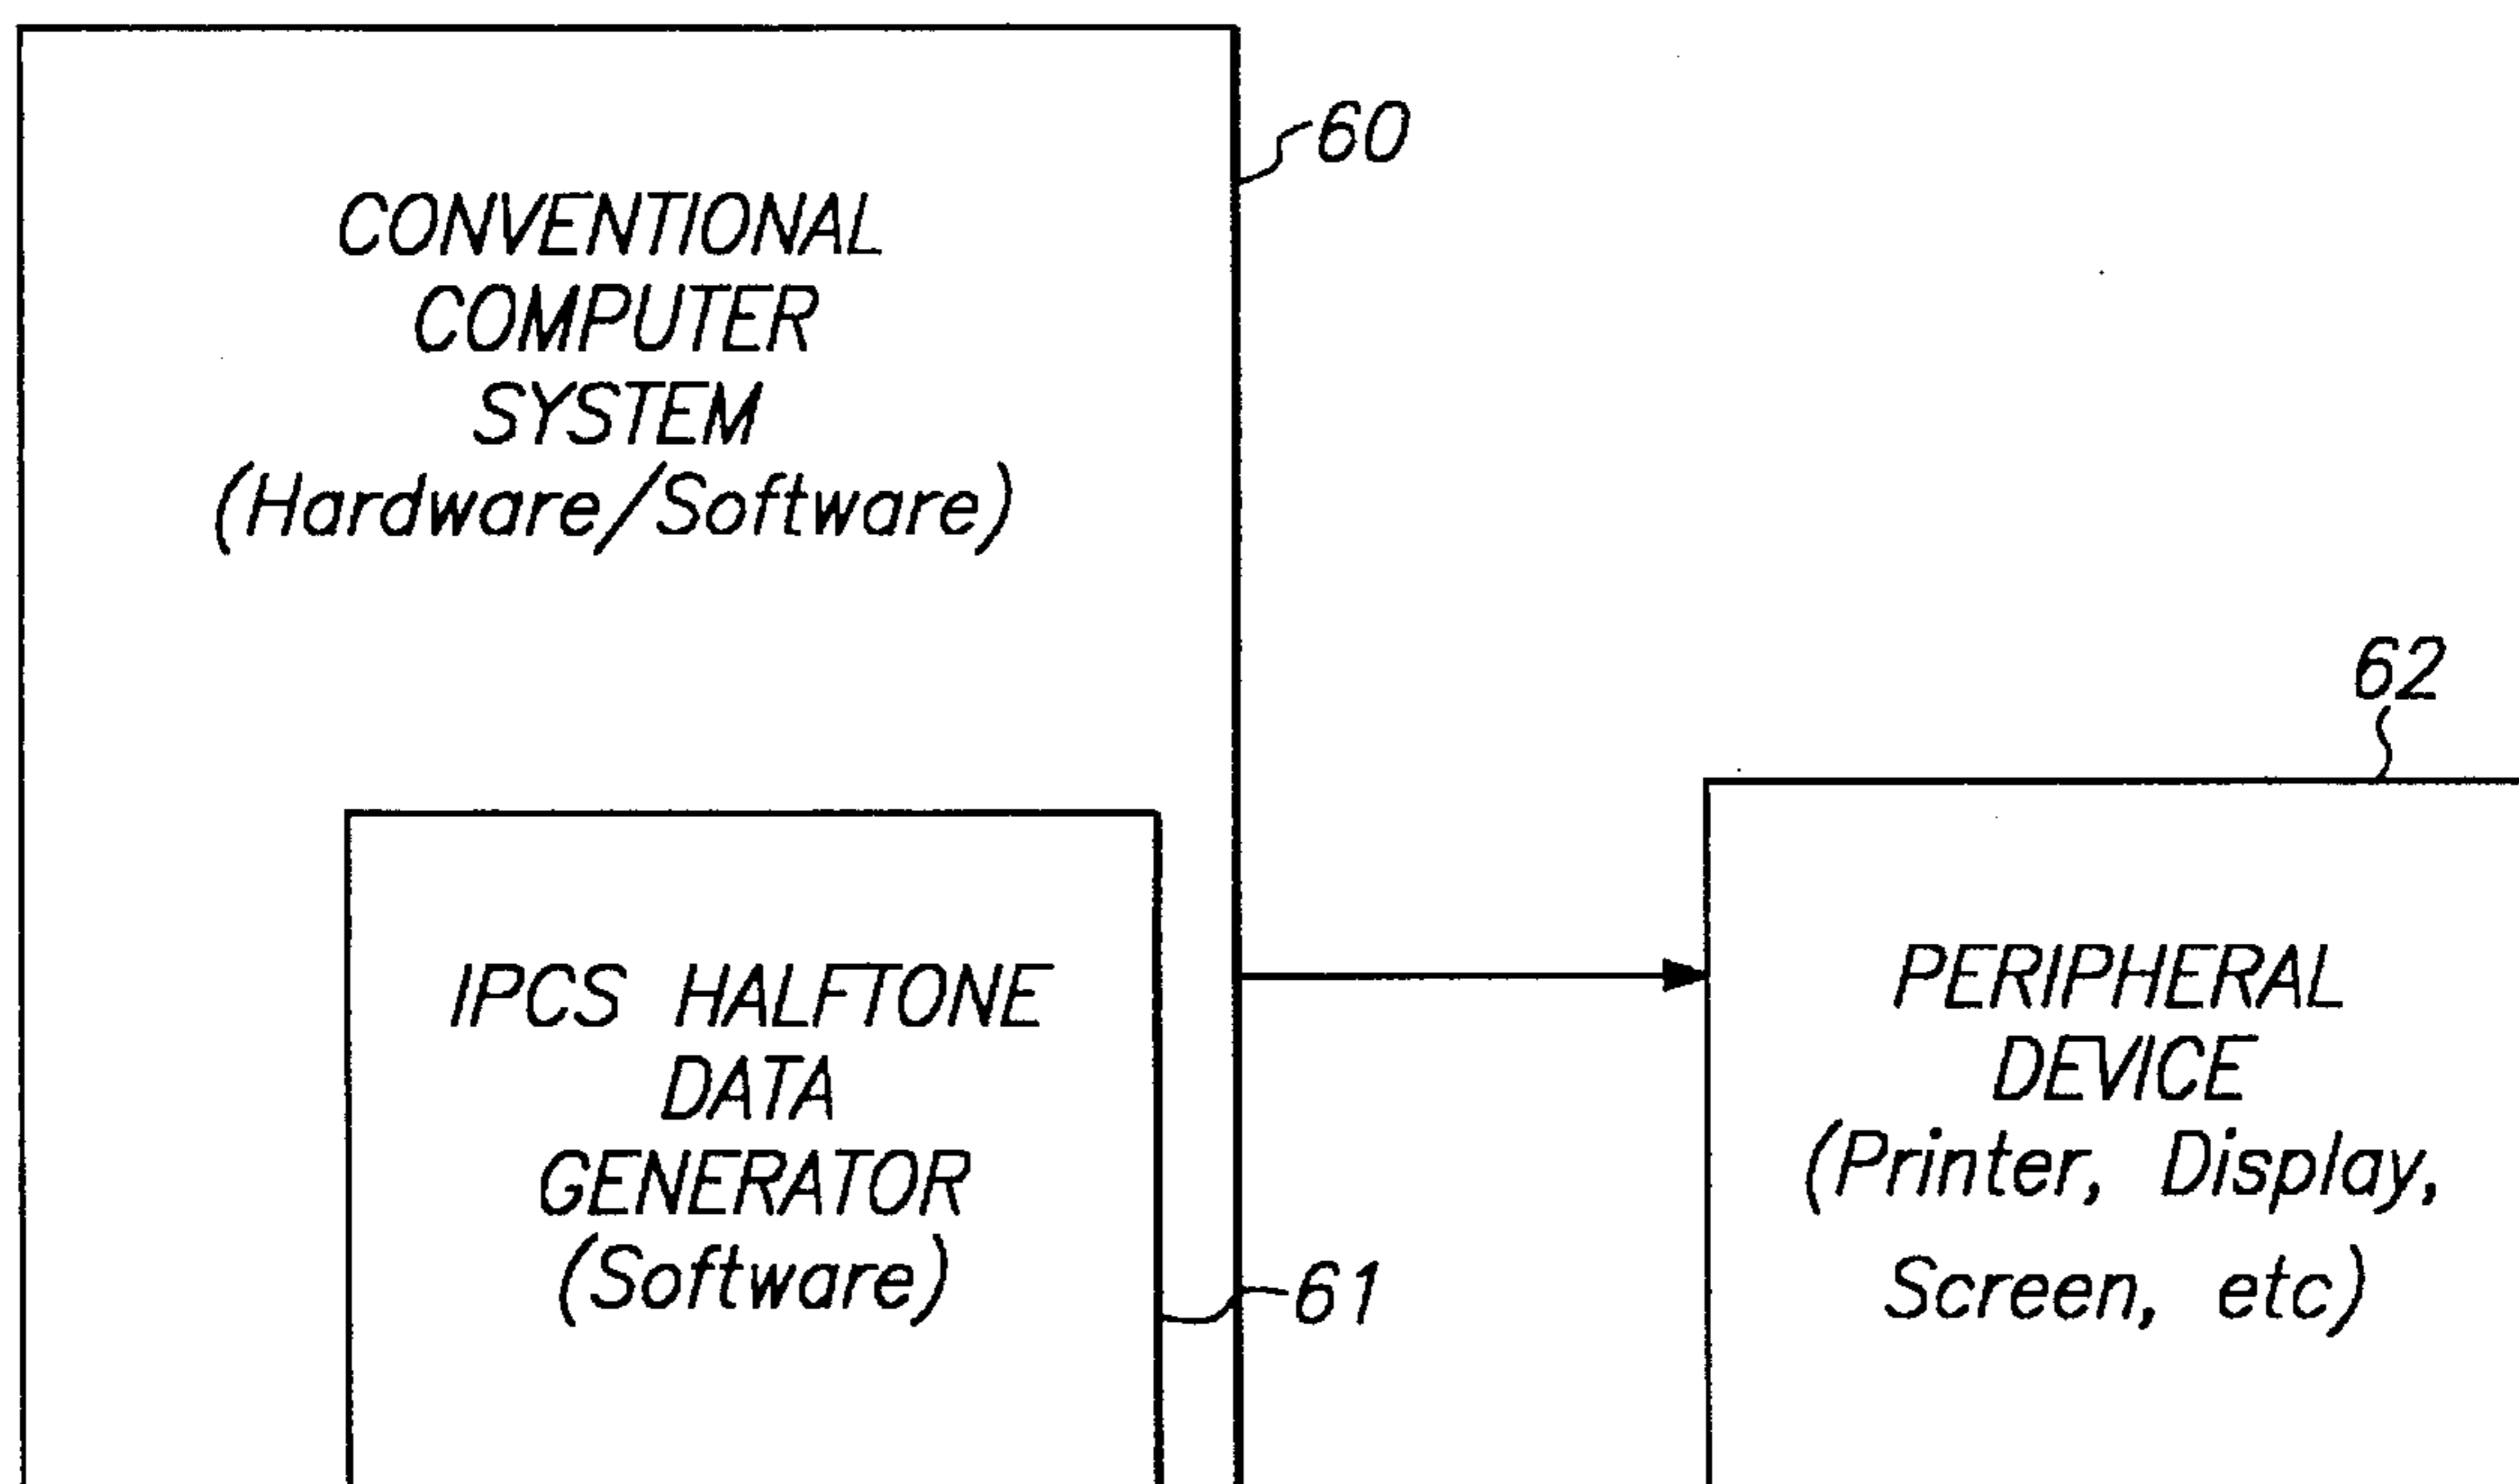 60
CONVENTIONAL
COMPUTER
SYSTEM
(Hardware/Software)
62
IPCS HALFTONE
DATA
GENERATOR
(Software)
61
PERIPHERAL
DEVICE
(Printer, Display,
Screen, etc)